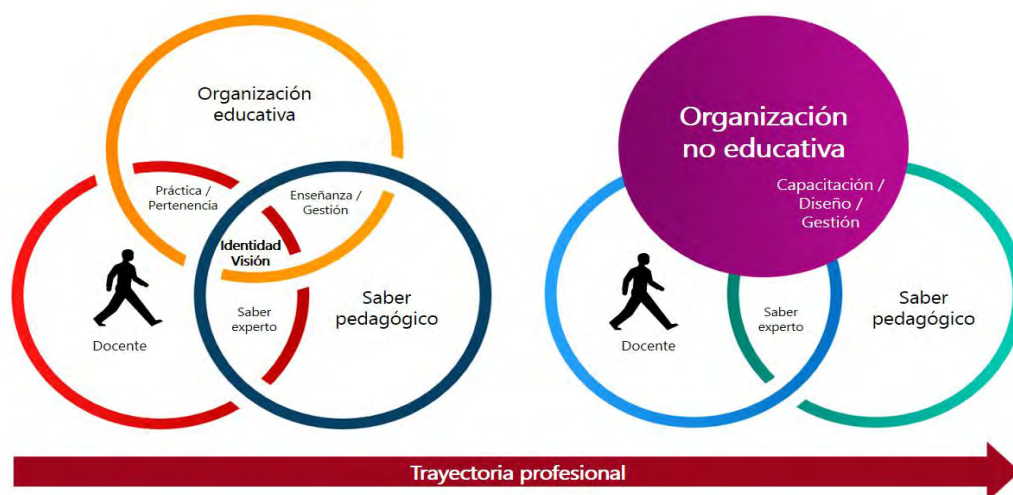 Organización
educativa
Práctica /
Pertenencia
Enseñanza /
Gestión
Identidad
Visión
Docente
Saber
experto
Saber
pedagógico
Organización
no educativa
Capacitación /
Diseño /
Gestión
Docente
Saber
experto
Saber
pedagógico
Trayectoria profesional